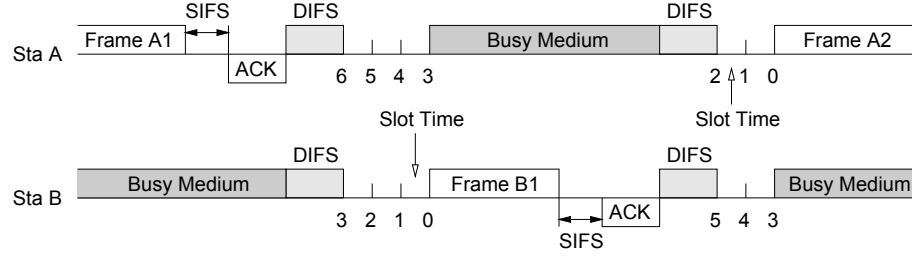 SIFS DIFS DIFS
Frame A1 Busy Medium Frame A2
Sta A
ACK
6 5 4 3 2 1 0
Slot Time Slot Time
DIFS DIFS
Busy Medium Frame B1 Busy Medium
Sta B
ACK
3 2 1 0 5 4 3
SIFS